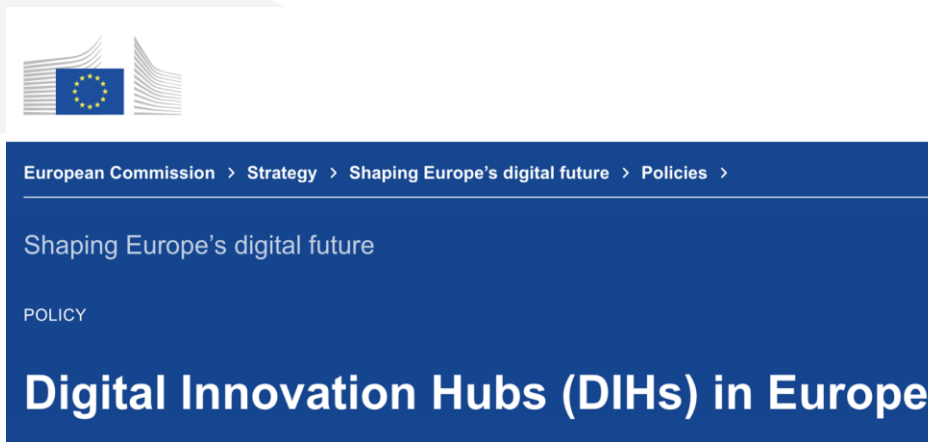 European Commission > Strategy > Shaping Europe’s digital future > Policies >
Shaping Europe’s digital future
POLICY
Digital Innovation Hubs (DIHs) in Europe